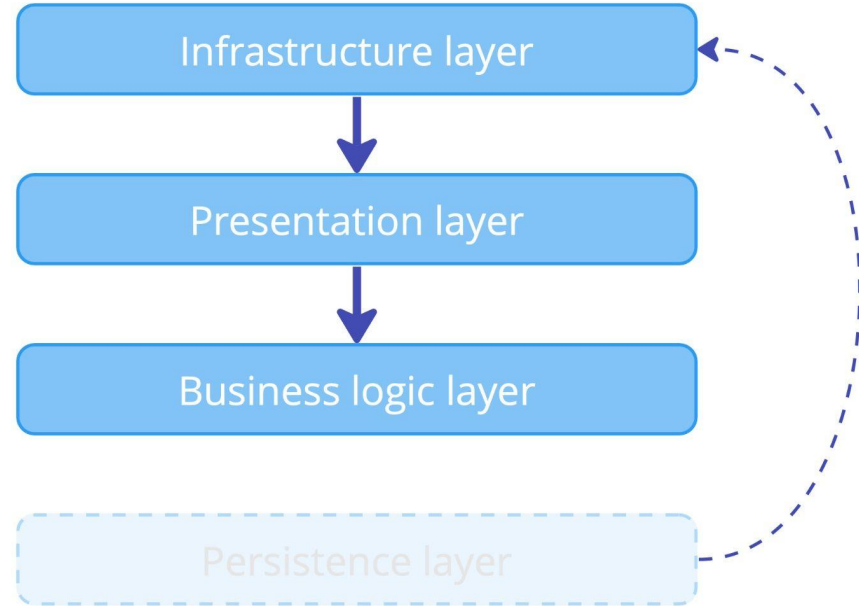 Infrastructure layer
Presentation layer
Business logic layer
Persistence layer